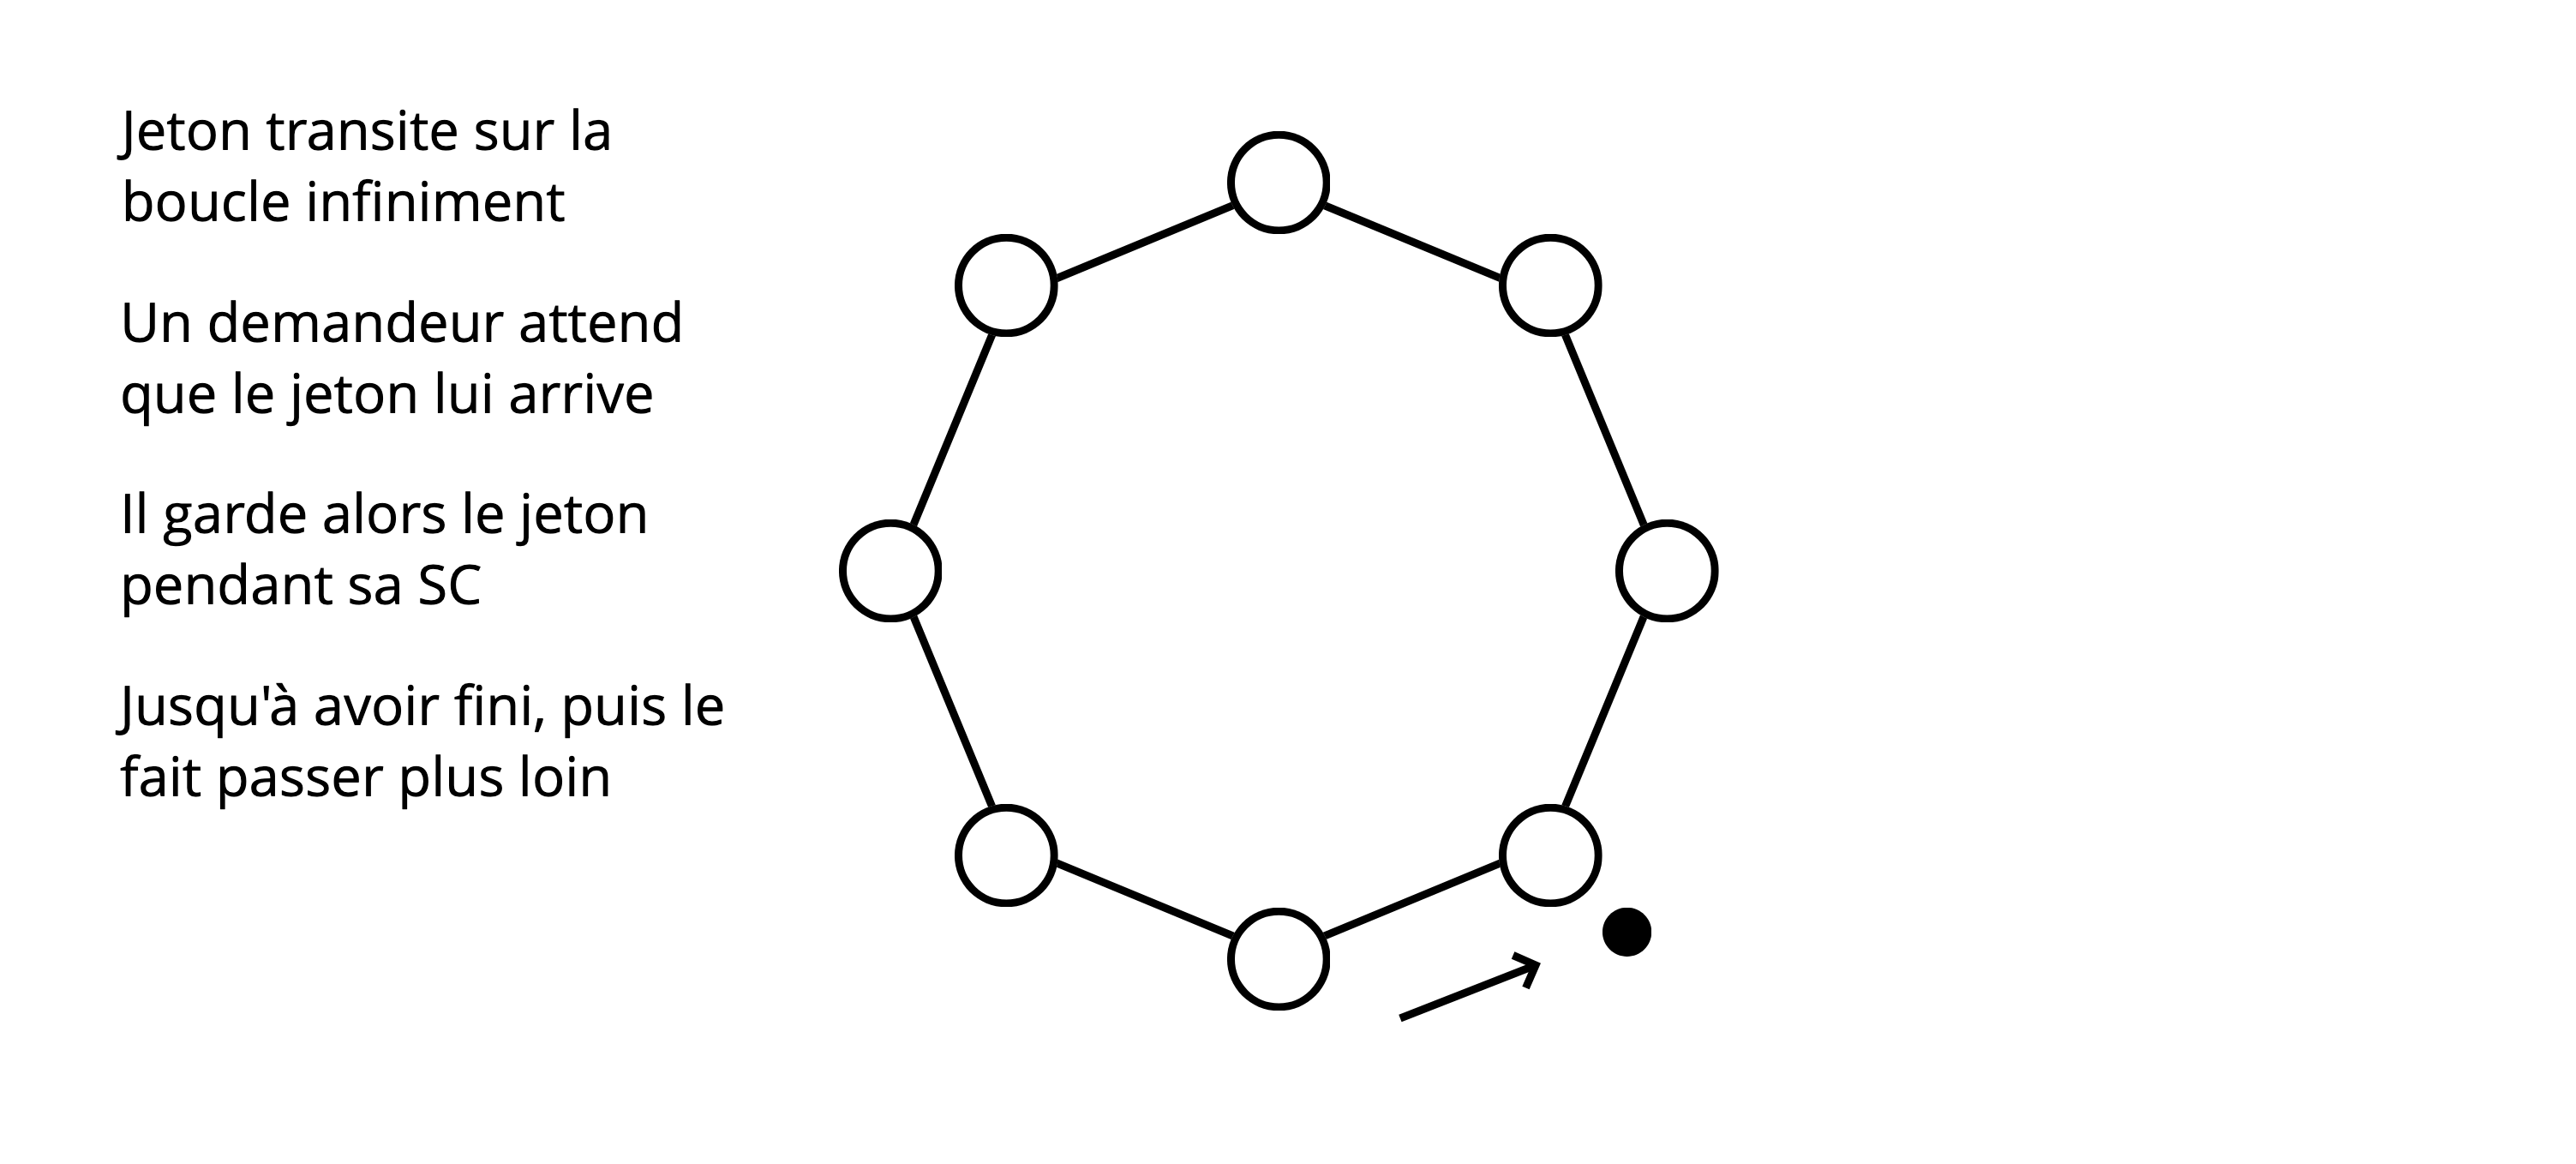 Jeton transite sur la
boucle infiniment
Un demandeur attend
que le jeton lui arrive
Il garde alors le jeton
pendant sa SC
Jusqu'à avoir fini, puis le
fait passer plus loin